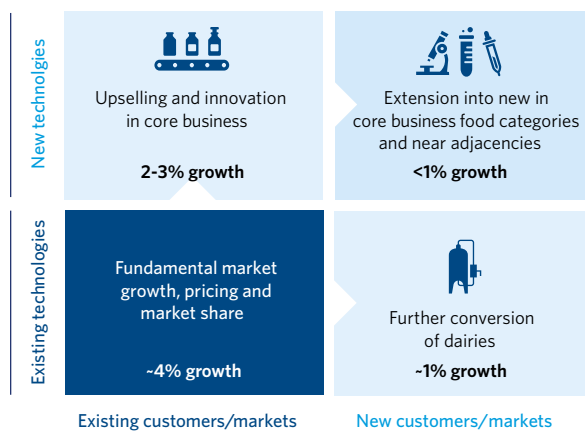 New technolgies
Upselling and innovation
in core business
2-3% growth
Extension into new in
core business food categories
and near adjacencies
<1% growth
Existing technologies
Fundamental market
growth, pricing and
market share
~4% growth
Further conversion
of dairies
~1% growth
Existing customers/markets
New customers/markets